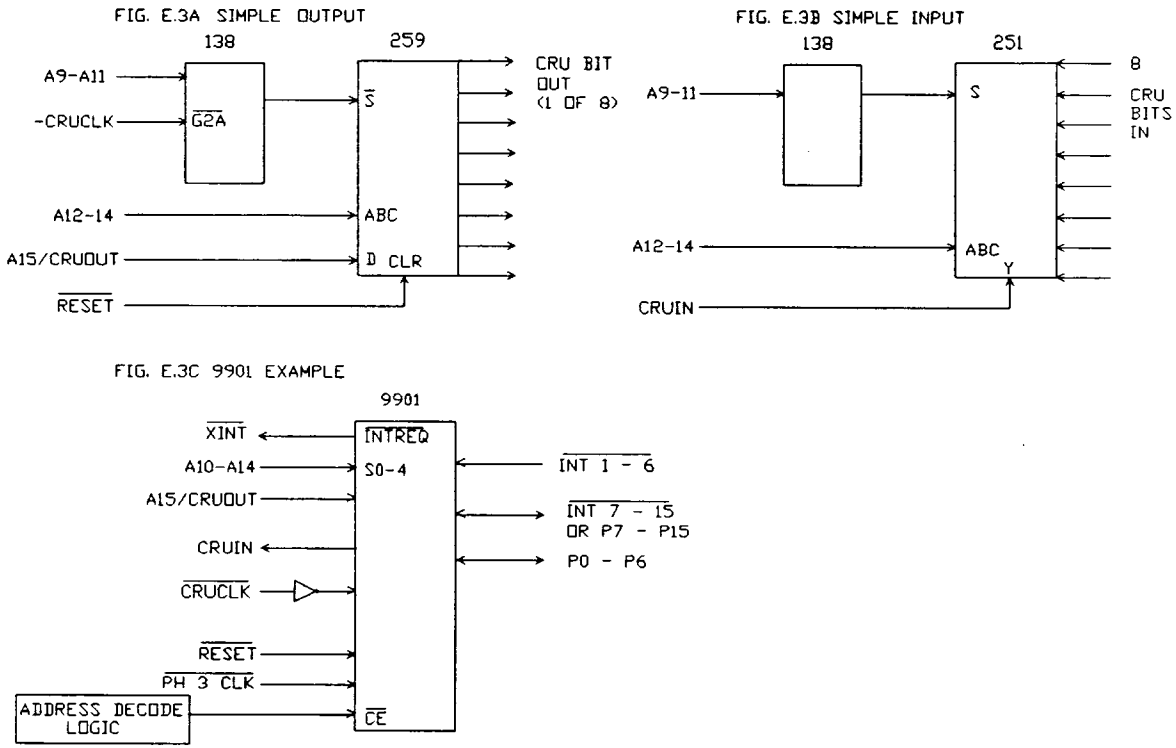 FIG. E.3A SIMPLE OUTPUT
138
259
A9-A11
-CRUCLK
G2A
S
A12-14
ABC
A15/CRUOUT
D CLR
RESET
CRU BIT
OUT
(1 OF 8)
FIG. E.3B SIMPLE INPUT
138
251
A9-11
S
8
CRU
BITS
IN
A12-14
ABC
Y
CRUIN
FIG. E.3C 9901 EXAMPLE
9901
XINT
INTREQ
A10-A14
S0-4
A15/CRUOUT
CRUIN
CRUCLK
RESET
PH 3 CLK
ADDRESS DECODE
LOGIC
CE
INT 1 - 6
INT 7 - 15
OR P7 - P15
P0 - P6